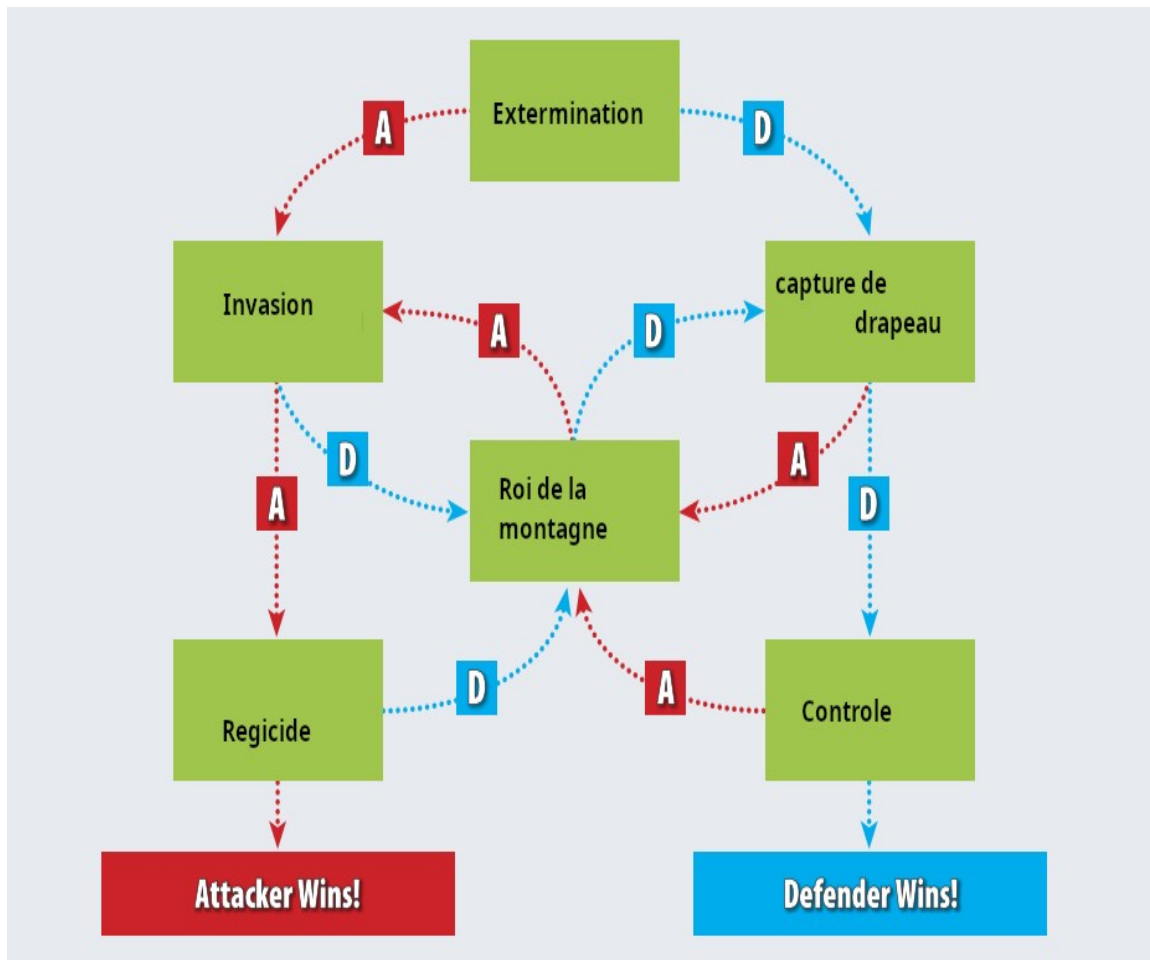 Extermination
A
D
Invasion
capture de
drapeau
A
D
A
D
Roi de la
montagne
A
D
D
A
Regicide
Controle
Attacker Wins!
Defender Wins!